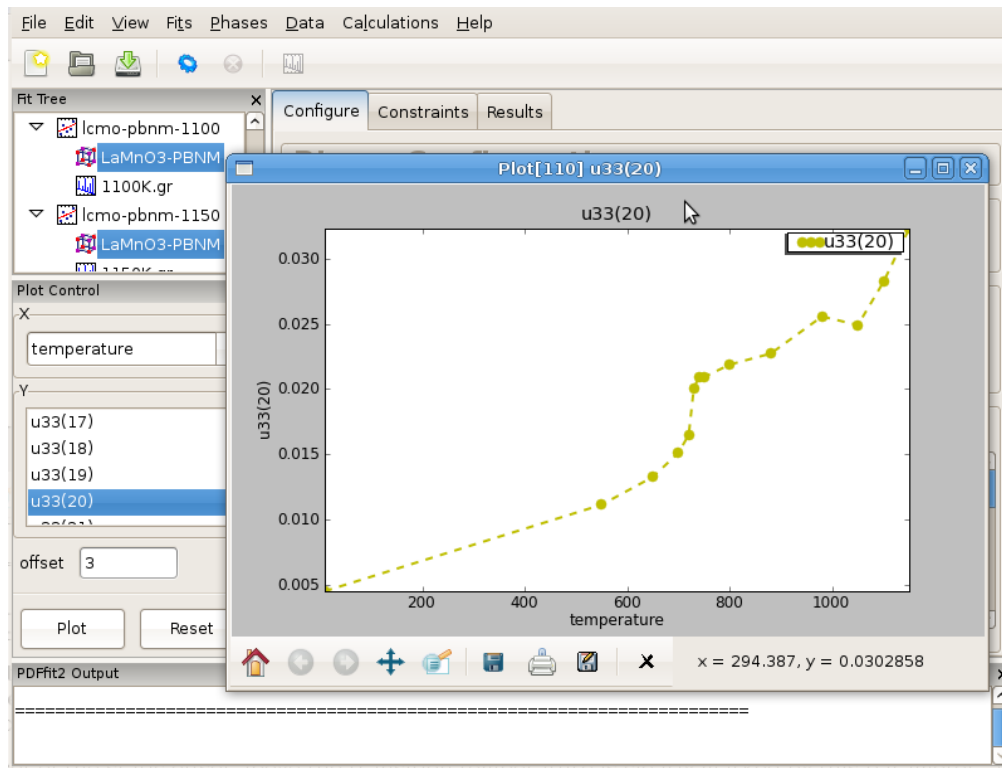 File Edit View Fits Phases Data Calculations Help
Fit Tree
x
Configure Constraints Results
lcmo-pbnm-1100
LaMnO3-PBNM
1100K.gr
lcmo-pbnm-1150
LaMnO3-PBNM
Plot[110] u33(20)
u33(20)
u33(20)
0.030
0.025
0.020
0.015
0.010
0.005
u33(20)
200 400 600 800 1000
temperature
Plot Control
X
temperature
Y
u33(17)
u33(18)
u33(19)
u33(20)
offset 3
Plot Reset
x = 294.387, y = 0.0302858
PDFfit2 Output
==========================================================================